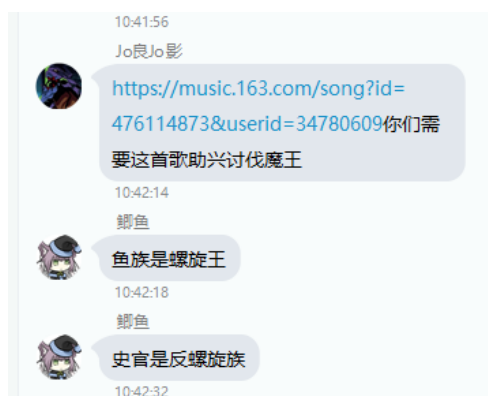 10:41:56
Jo良Jo影
https://music.163.com/song?id=
476114873&userid=34780609你们需
要这首歌助兴讨伐魔王
10:42:14
鲫鱼
鱼族是螺旋王
10:42:18
鲫鱼
史官是反螺旋族
10:42:32